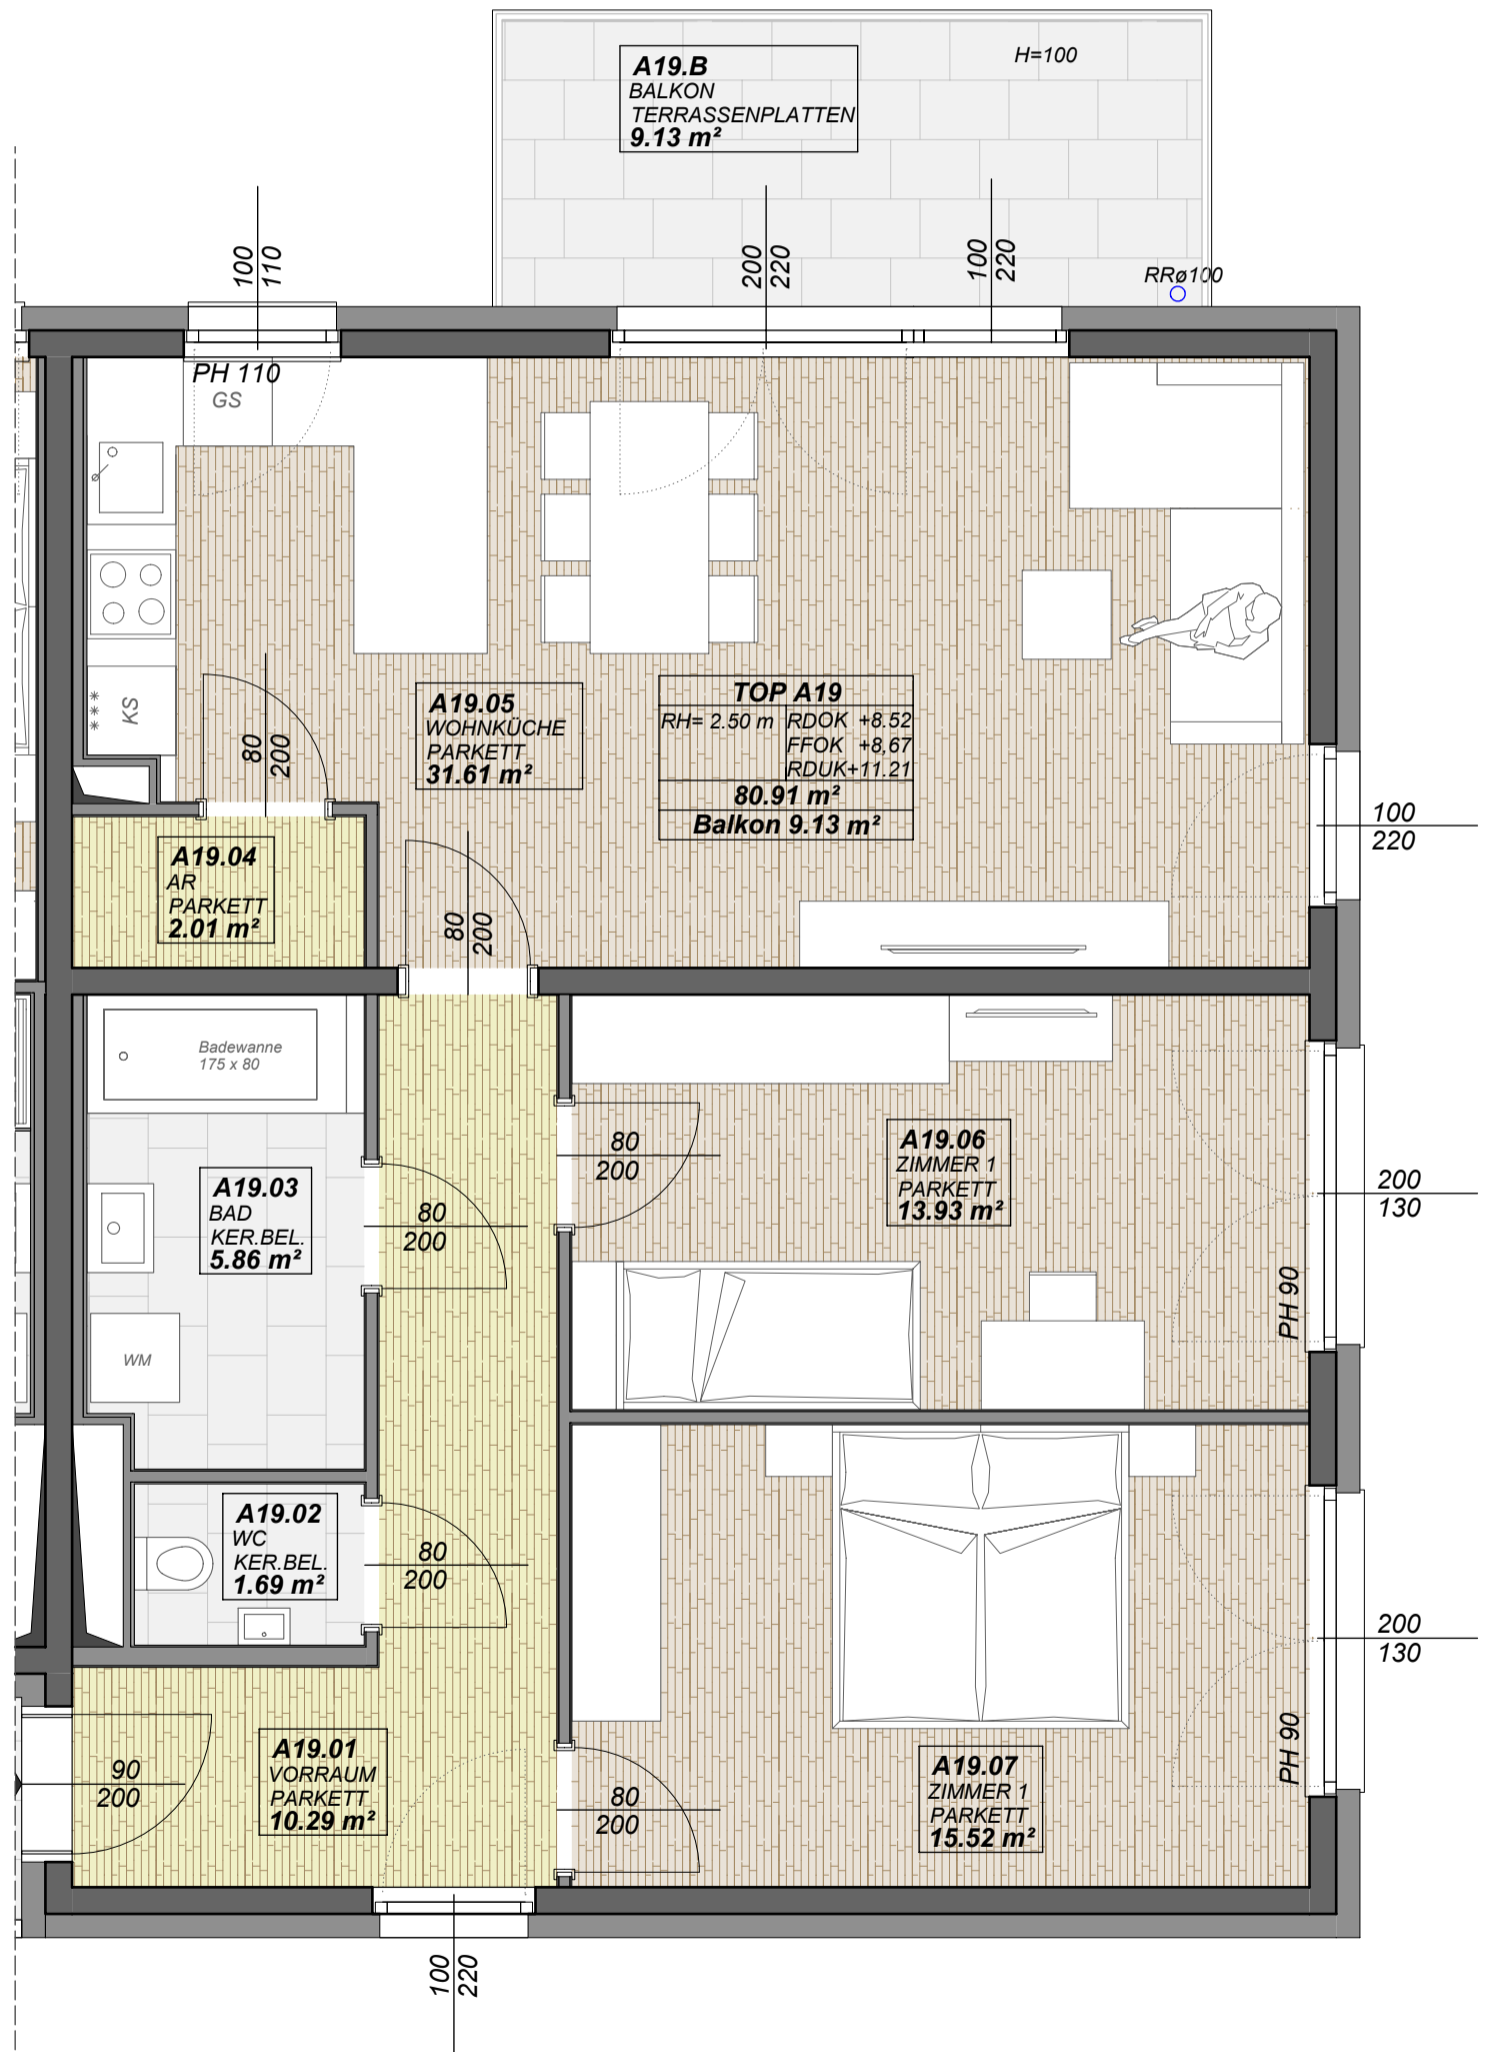 A19.B
BALKON
TERRASSENPLATTEN
9.13 m²
H=100
100
110
200
220
100
220
RRø100
PH 110
GS
KS
80
200
A19.05
WOHNKÜCHE
PARKETT
31.61 m²
TOP A19
RH= 2.50 m
RDOK +8.52
FFOK +8,67
RDUK+11.21
80.91 m²
Balkon 9.13 m²
100
220
A19.04
AR
PARKETT
2.01 m²
80
200
Badewanne
175 x 80
A19.03
BAD
KER.BEL.
5.86 m²
80
200
80
200
A19.06
ZIMMER 1
PARKETT
13.93 m²
200
130
PH 90
WM
A19.02
WC
KER.BEL.
1.69 m²
80
200
200
130
PH 90
90
200
A19.01
VORRAUM
PARKETT
10.29 m²
80
200
A19.07
ZIMMER 1
PARKETT
15.52 m²
100
220